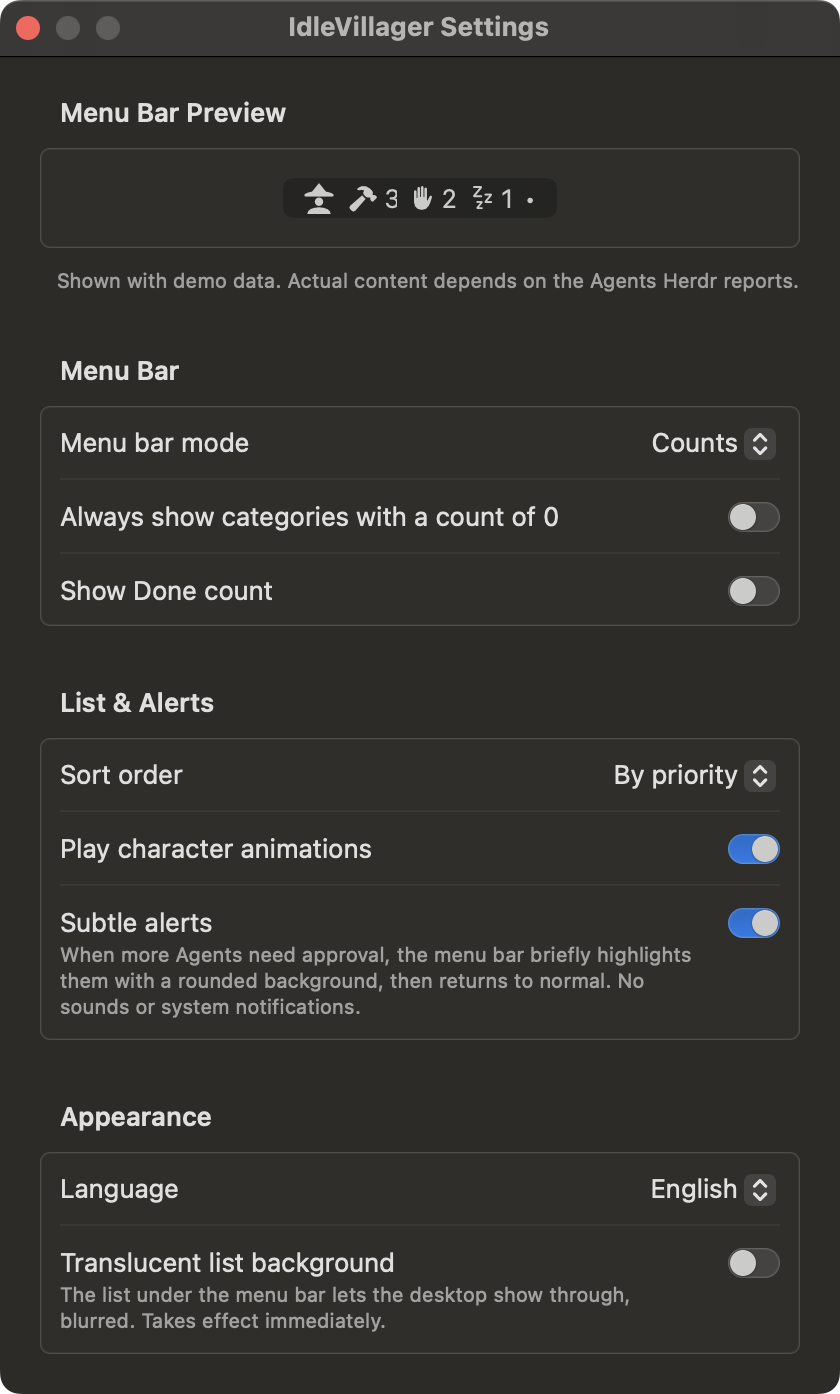 IdleVillager Settings
Menu Bar Preview
3 2 zzz 1 •
Shown with demo data. Actual content depends on the Agents Herdr reports.
Menu Bar
Menu bar mode Counts
Always show categories with a count of 0
Show Done count
List & Alerts
Sort order By priority
Play character animations
Subtle alerts
When more Agents need approval, the menu bar briefly highlights
them with a rounded background, then returns to normal. No
sounds or system notifications.
Appearance
Language English
Translucent list background
The list under the menu bar lets the desktop show through,
blurred. Takes effect immediately.